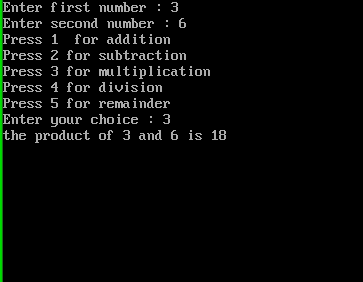 Enter first number : 3
Enter second number : 6
Press 1  for addition
Press 2 for subtraction
Press 3 for multiplication
Press 4 for division
Press 5 for remainder
Enter your choice : 3
the product of 3 and 6 is 18